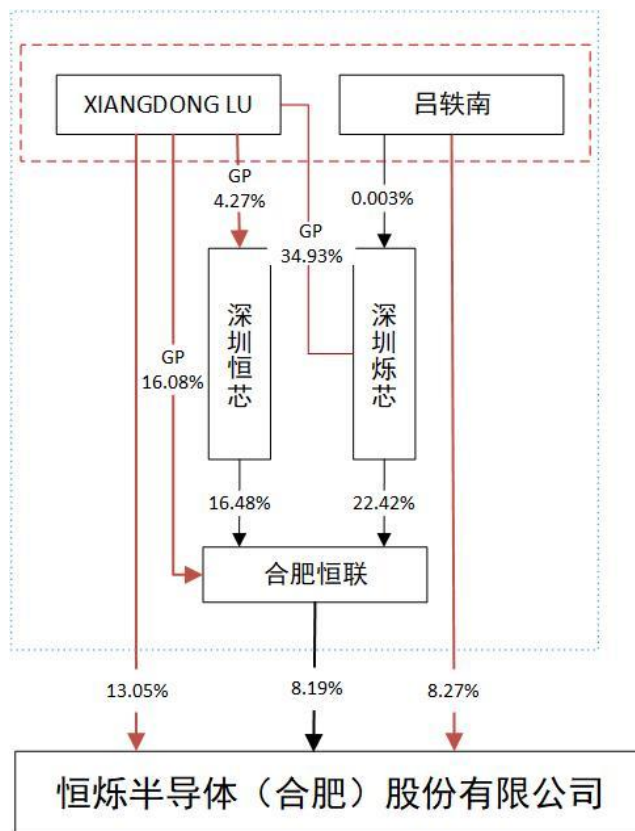 XIANGDONG LU
吕轶南
GP
4.27%
0.003%
GP
34.93%
深圳恒芯
深圳烁芯
GP
16.08%
16.48%
22.42%
合肥恒联
13.05%
8.19%
8.27%
恒烁半导体（合肥）股份有限公司